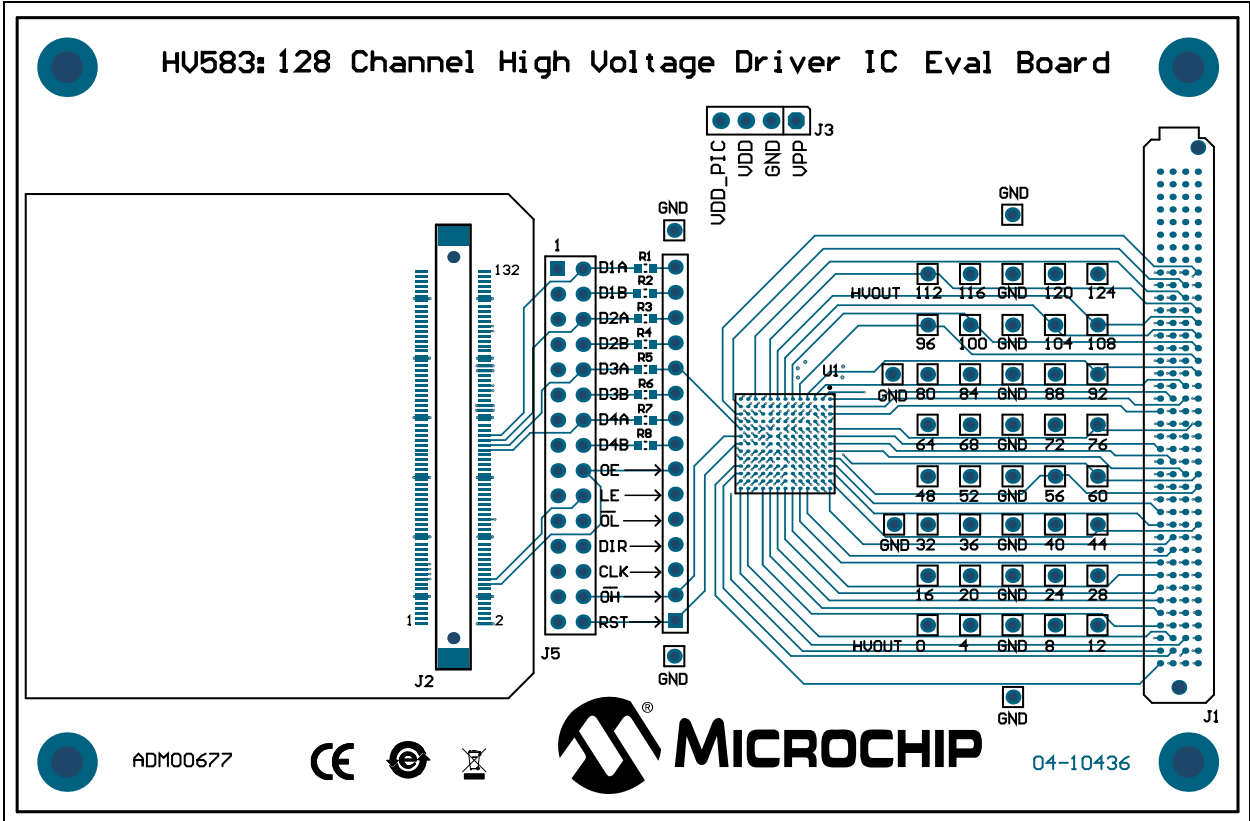 HV583: 128 Channel High Voltage Driver IC Eval Board
J3
VDD_PIC
VDD
GND
VPP
GND
GND
1
132
D1A R1
D1B R2
D2A R3
D2B R4
D3A R5
D3B R6
D4A R7
D4B R8
OE
LE
OL
DIR
CLK
OH
RST
1
2
J2
J5
GND
U1
HVOUT 112 116 GND 120 124
96 100 GND 104 108
GND 80 84 GND 88 92
64 68 GND 72 76
48 52 GND 56 60
GND 32 36 GND 40 44
16 20 GND 24 28
HVOUT 0 4 GND 8 12
GND
J1
ADM00677
CE
e
MICROCHIP®
04-10436